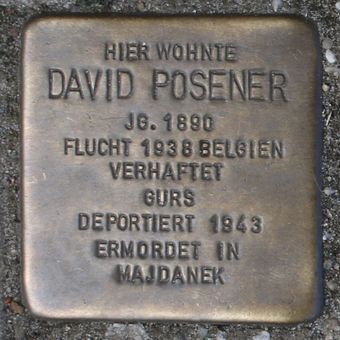 HIER WOHNTE
DAVID POSENER
JG. 1890
FLUCHT 1938 BELGIEN
VERHAFTET
GURS
DEPORTIERT 1943
ERMORDET IN
MAJDANEK